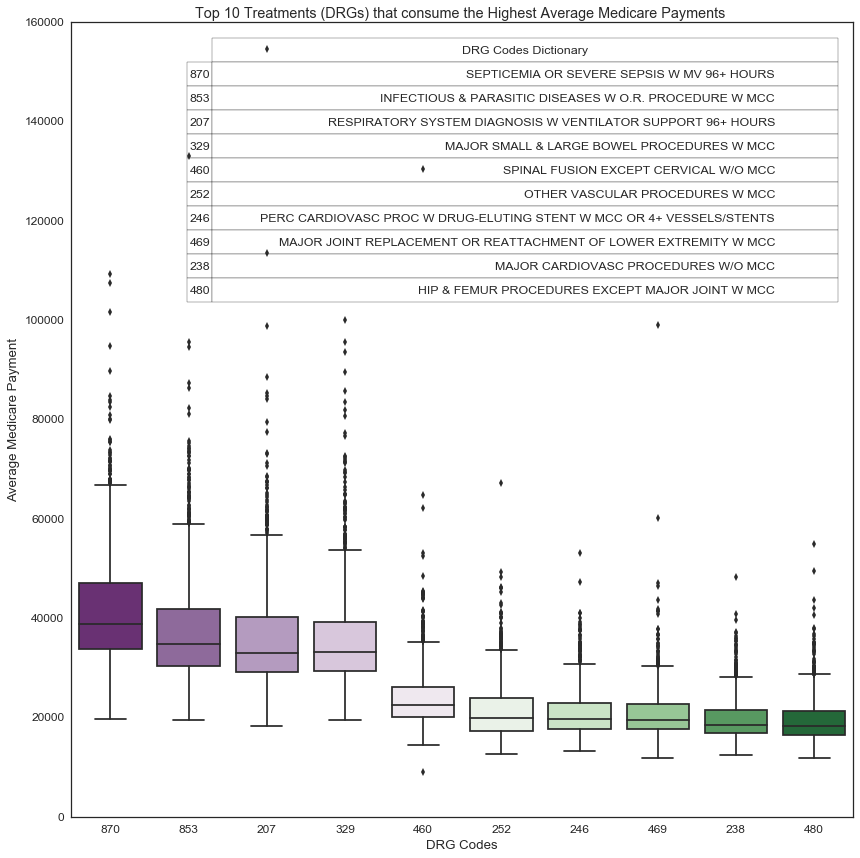 Top 10 Treatments (DRGs) that consume the Highest Average Medicare Payments
160000
140000
120000
100000
80000
60000
40000
20000
0
Average Medicare Payment
DRG Codes Dictionary
870 SEPTICEMIA OR SEVERE SEPSIS W MV 96+ HOURS
853 INFECTIOUS & PARASITIC DISEASES W O.R. PROCEDURE W MCC
207 RESPIRATORY SYSTEM DIAGNOSIS W VENTILATOR SUPPORT 96+ HOURS
329 MAJOR SMALL & LARGE BOWEL PROCEDURES W MCC
460 SPINAL FUSION EXCEPT CERVICAL W/O MCC
252 OTHER VASCULAR PROCEDURES W MCC
246 PERC CARDIOVASC PROC W DRUG-ELUTING STENT W MCC OR 4+ VESSELS/STENTS
469 MAJOR JOINT REPLACEMENT OR REATTACHMENT OF LOWER EXTREMITY W MCC
238 MAJOR CARDIOVASC PROCEDURES W/O MCC
480 HIP & FEMUR PROCEDURES EXCEPT MAJOR JOINT W MCC
870 853 207 329 460 252 246 469 238 480
DRG Codes